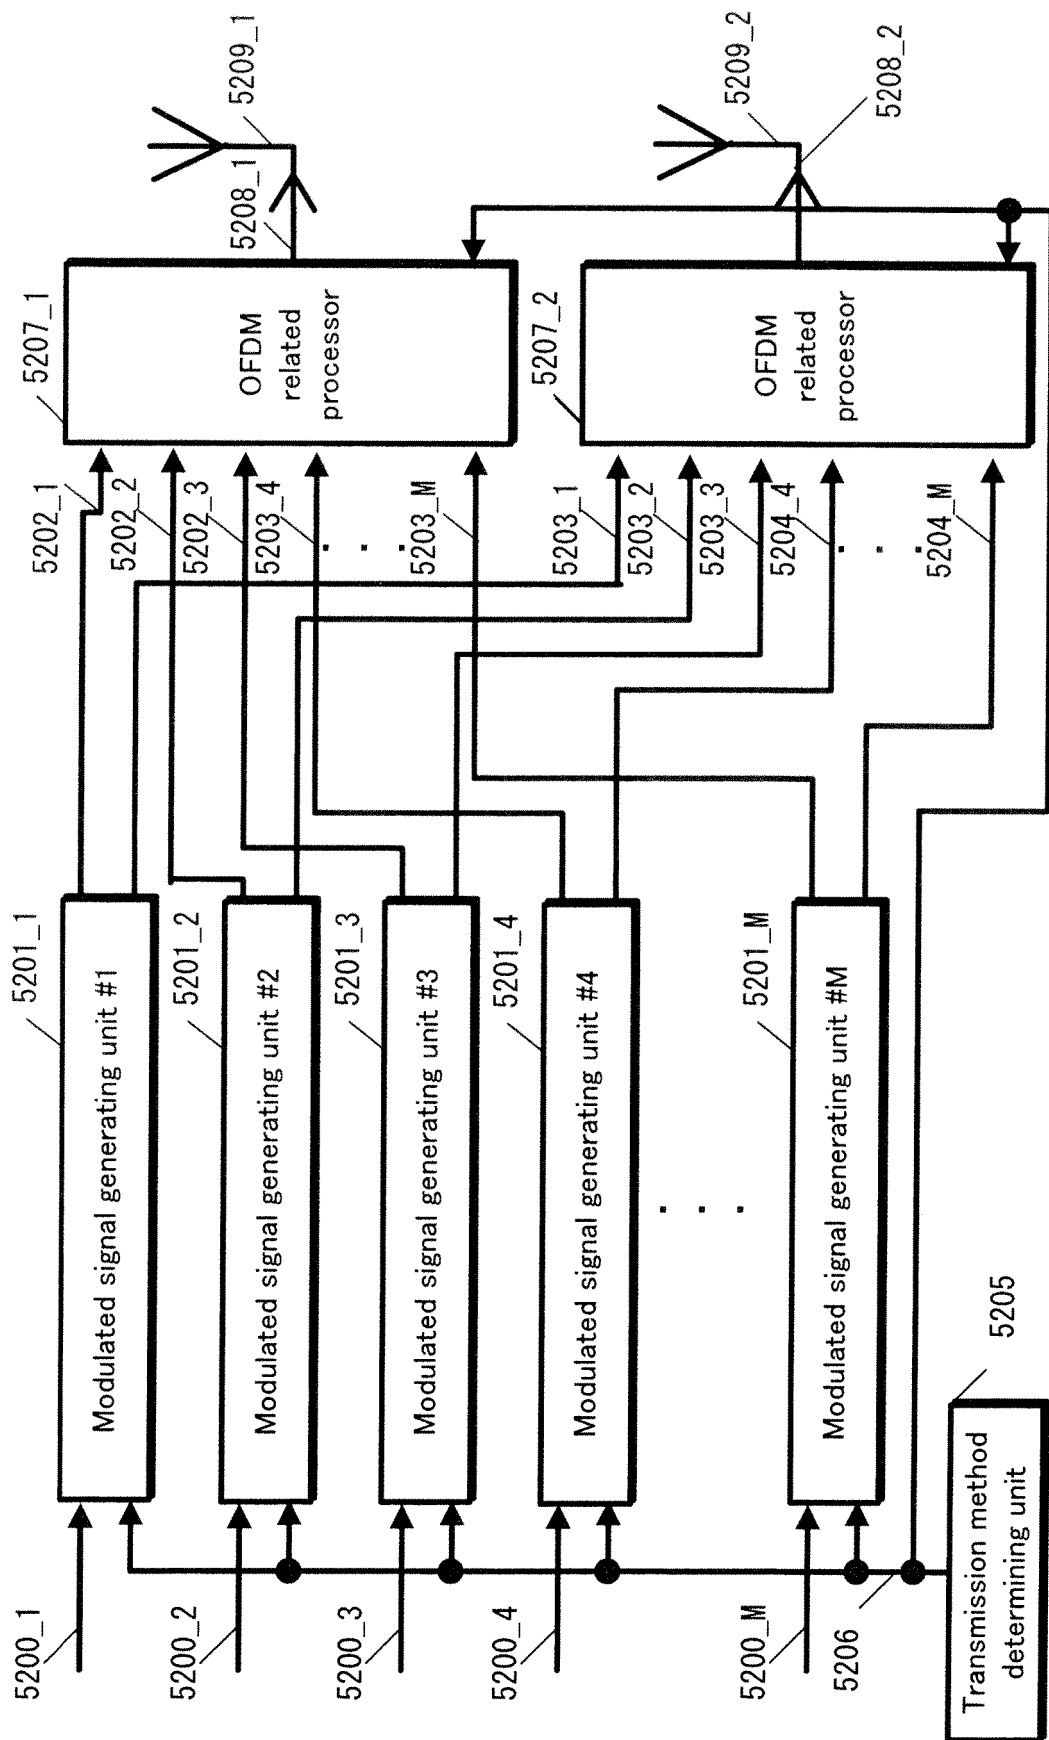 5200_1
5200_2
5200_3
5200_4
5200_M
5206
Transmission method
determining unit
5205
5201_1
Modulated signal generating unit #1
5201_2
Modulated signal generating unit #2
5201_3
Modulated signal generating unit #3
5201_4
Modulated signal generating unit #4
. . .
5201_M
Modulated signal generating unit #M
5202_1
5202_2
5202_3
5203_4
. . .
5203_M
5203_1
5203_2
5203_3
5204_4
. . .
5204_M
5207_1
OFDM
related
processor
5207_2
OFDM
related
processor
5208_1
5209_1
5209_2
5208_2